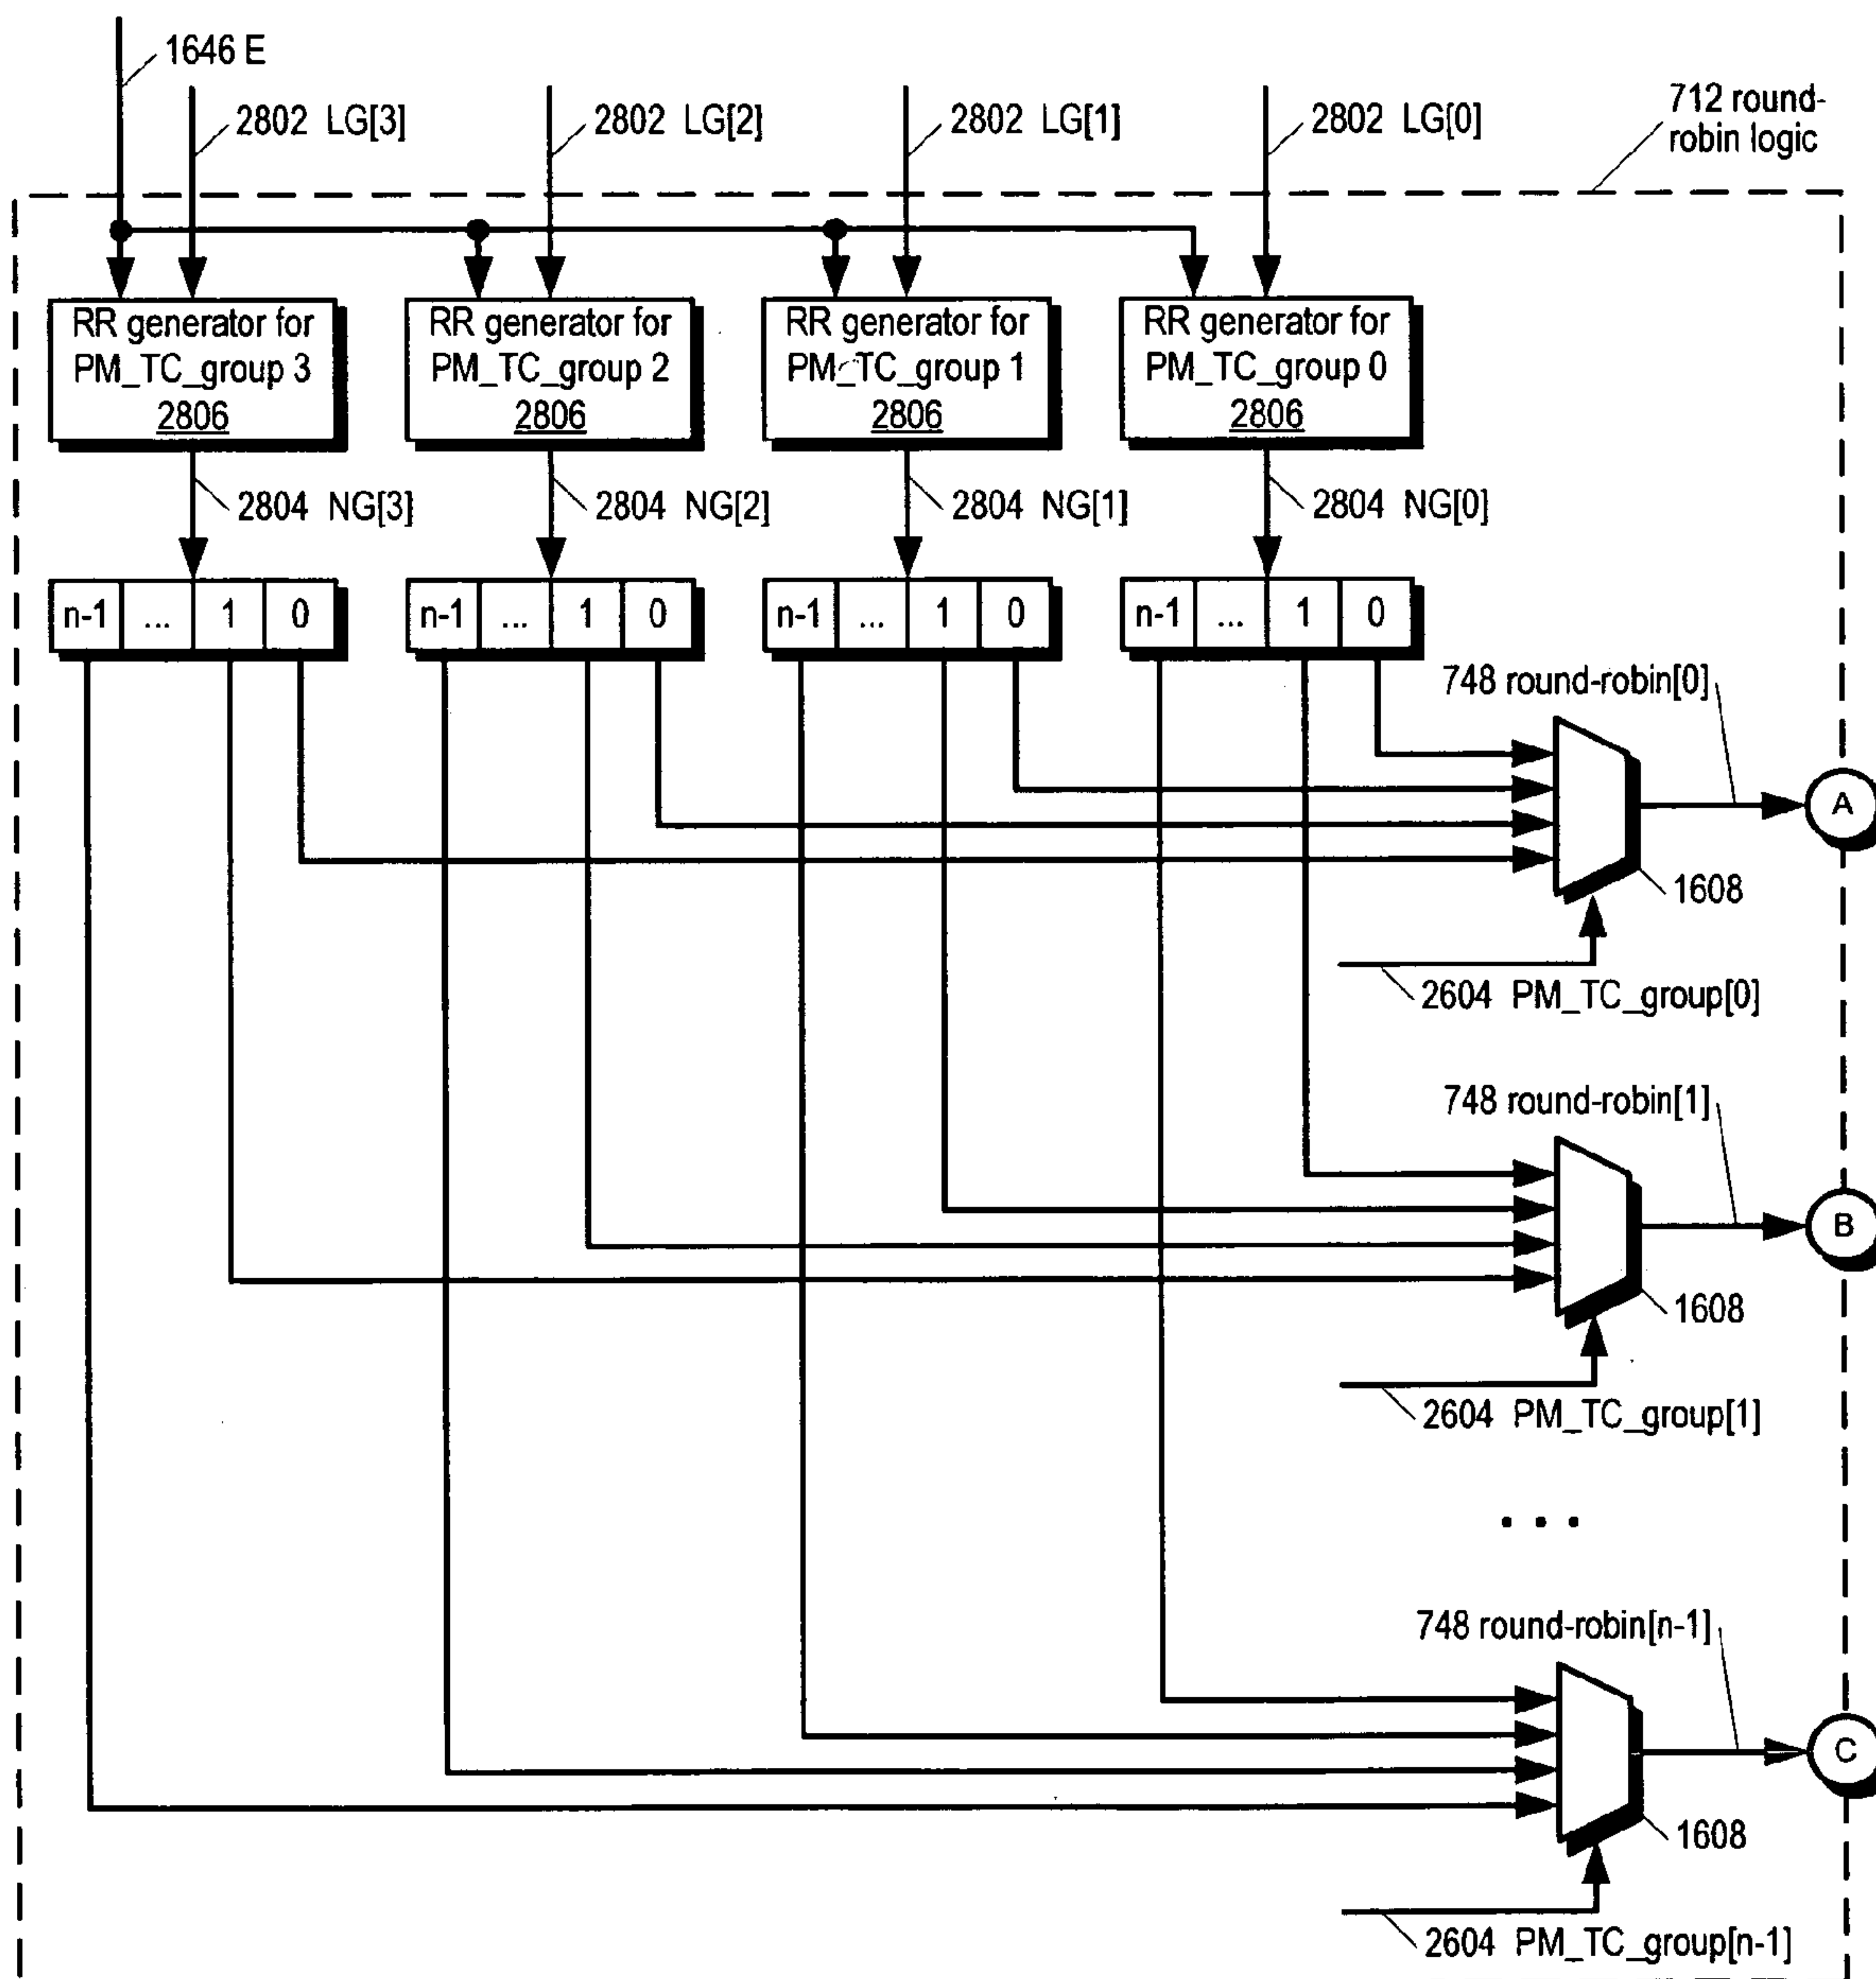 1646 E
2802 LG[3]
2802 LG[2]
2802 LG[1]
2802 LG[0]
712 round-
robin logic
RR generator for
PM_TC_group 3
2806
RR generator for
PM_TC_group 2
2806
RR generator for
PM_TC_group 1
2806
RR generator for
PM_TC_group 0
2806
2804 NG[3]
2804 NG[2]
2804 NG[1]
2804 NG[0]
n-1 ... 1 0
n-1 ... 1 0
n-1 ... 1 0
n-1 ... 1 0
748 round-robin[0]
A
1608
2604 PM_TC_group[0]
748 round-robin[1]
B
1608
2604 PM_TC_group[1]
...
748 round-robin[n-1]
C
1608
2604 PM_TC_group[n-1]